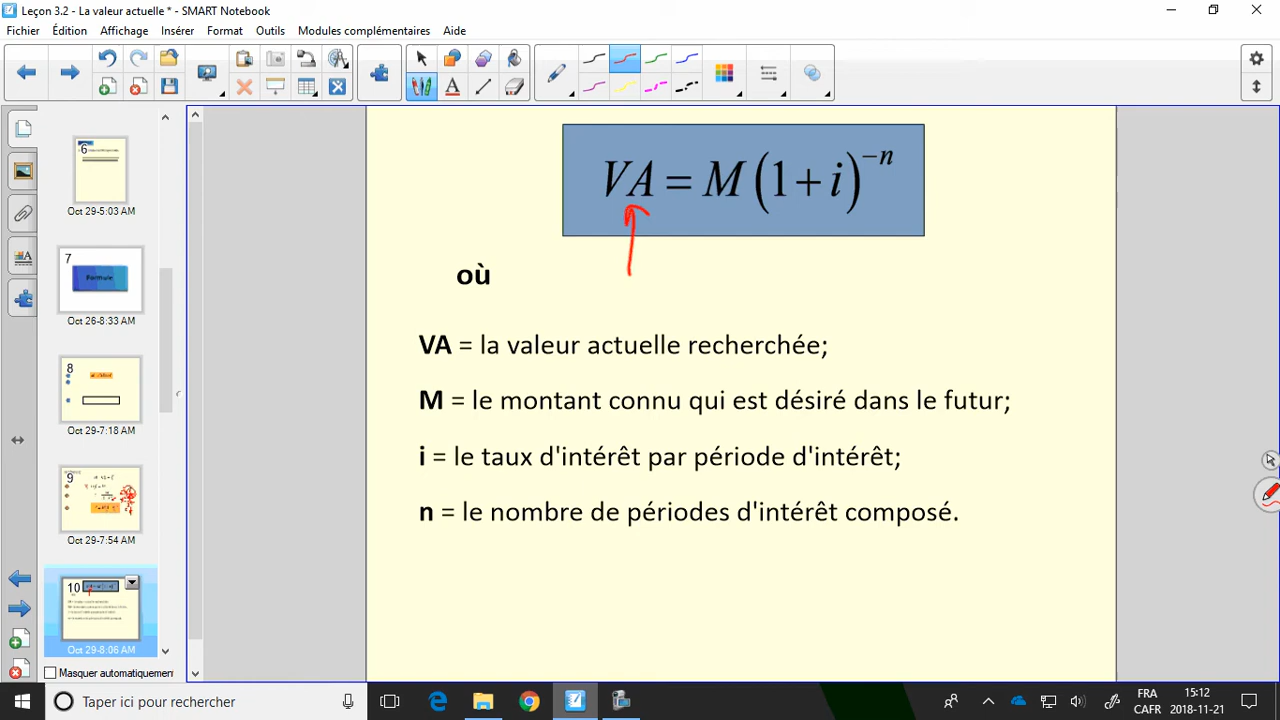 Leçon 3.2 - La valeur actuelle * - SMART Notebook
Fichier Édition Affichage Insérer Format Outils Modules complémentaires Aide
VA = M(1+i)^{-n}
où
VA = la valeur actuelle recherchée;
M = le montant connu qui est désiré dans le futur;
i = le taux d'intérêt par période d'intérêt;
n = le nombre de périodes d'intérêt composé.
6
Oct 29-5:03 AM
7
Formule
Oct 26-8:33 AM
8
Oct 29-7:18 AM
9
Oct 29-7:54 AM
10
Oct 29-8:06 AM
Masquer automatiquement
Taper ici pour rechercher
FRA 15:12
CAFR 2018-11-21